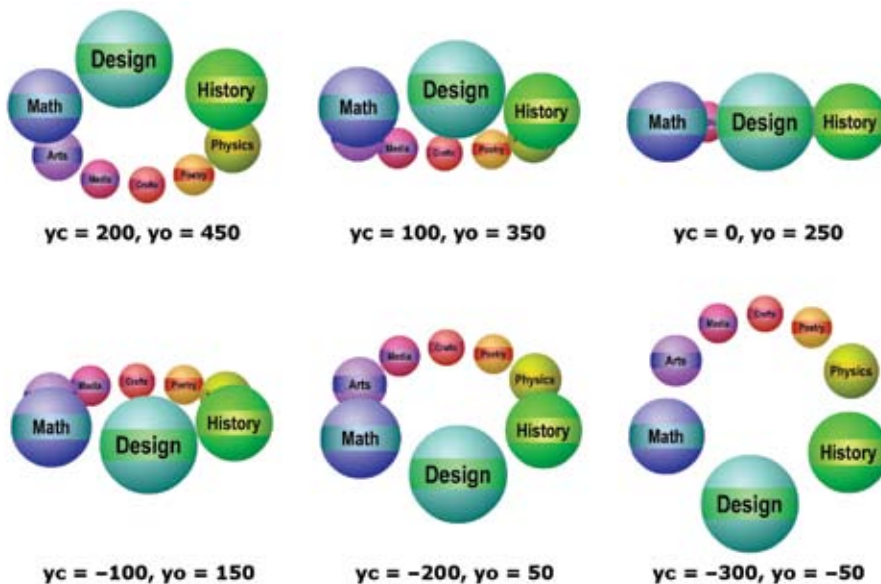 Design
History
Math
Physics
Arts
Media
Crafts
Poetry
yc = 200, yo = 450
Design
Math
History
Media
Crafts
Poetry
yc = 100, yo = 350
Math
Design
History
yc = 0, yo = 250
Media
Crafts
Poetry
Math
Design
History
yc = –100, yo = 150
Media
Crafts
Poetry
Arts
Physics
Math
History
Design
yc = –200, yo = 50
Media
Crafts
Poetry
Arts
Physics
Math
History
Design
yc = –300, yo = –50